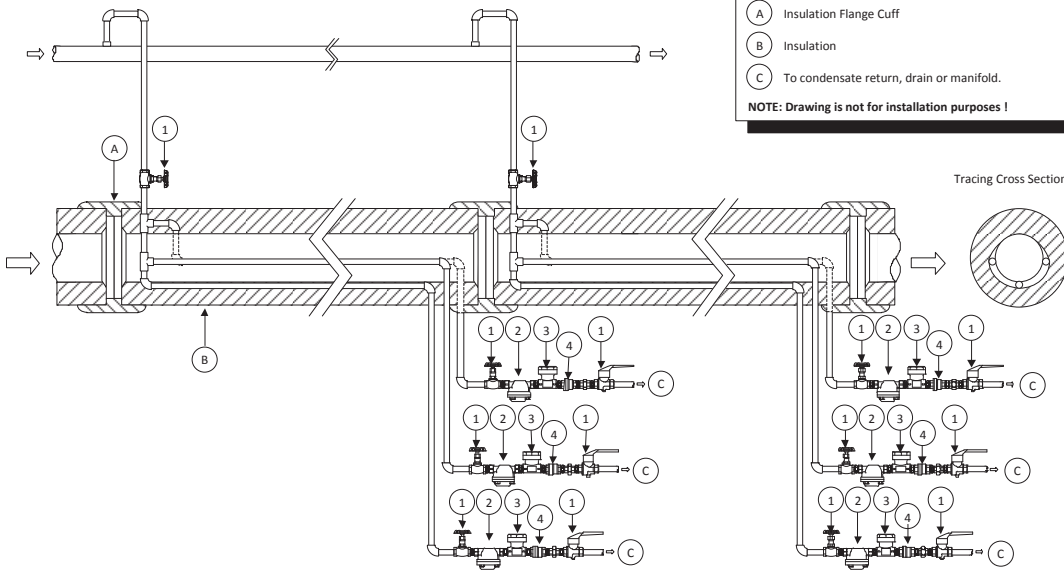 A Insulation Flange Cuff
B Insulation
C To condensate return, drain or manifold.
NOTE: Drawing is not for installation purposes !
1 1
A
Tracing Cross Section
B
1 2 3 4 1 C
1 2 3 4 1 C
1 2 3 4 1 C
1 2 3 4 1 C
1 2 3 4 1 C
1 2 3 4 1 C